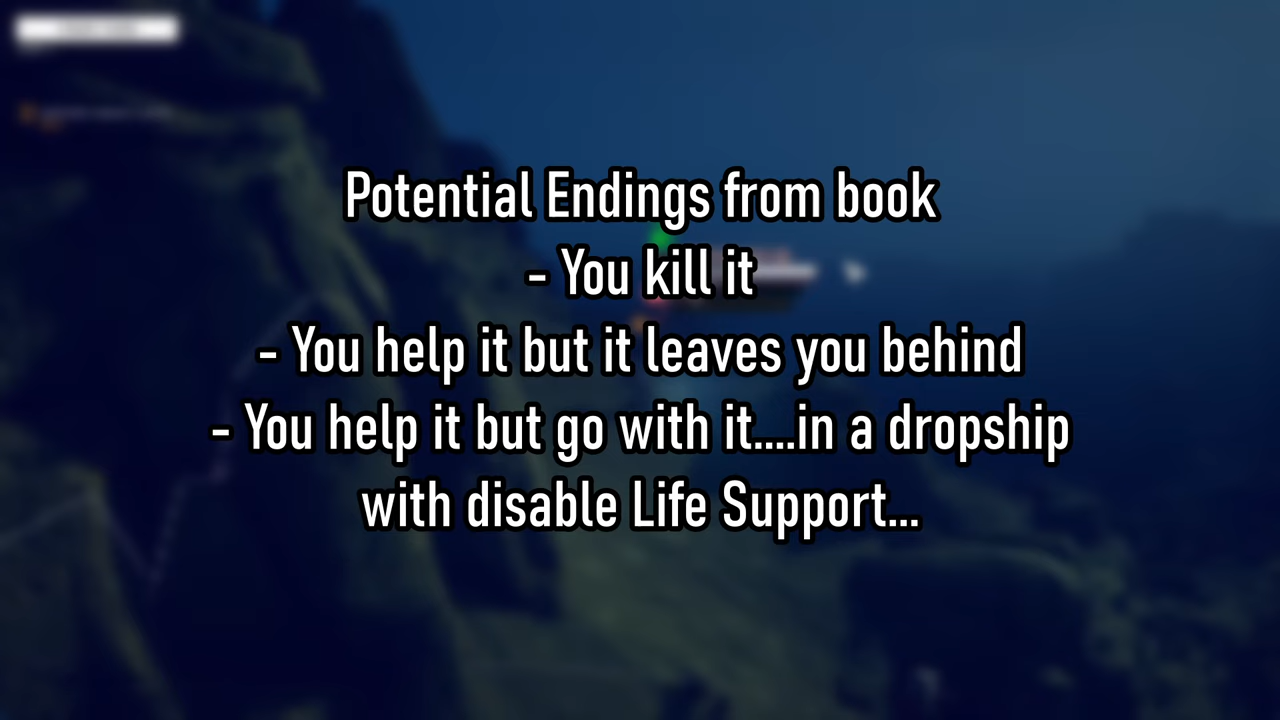 Potential Endings from book
- You kill it
- You help it but it leaves you behind
- You help it but go with it....in a dropship
with disable Life Support...